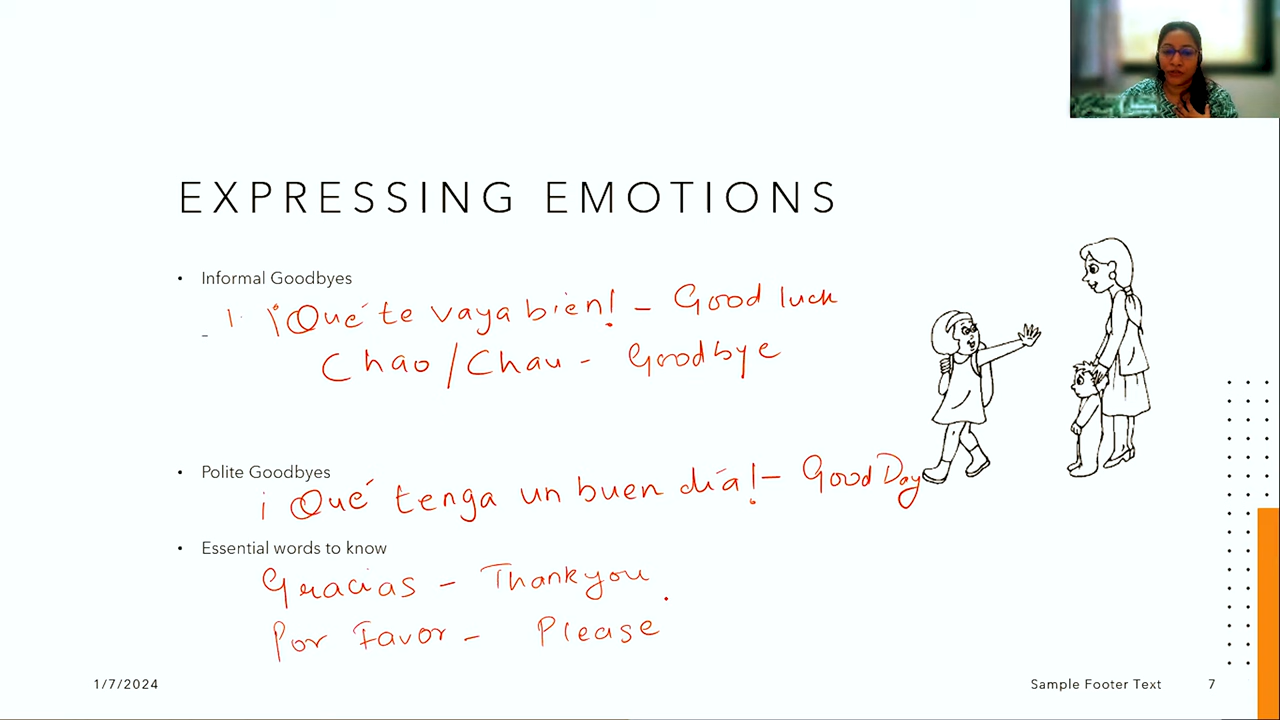 EXPRESSING EMOTIONS
• Informal Goodbyes
- 1. ¡Qué te vaya bien! - Good luck
Chao/Chau - Goodbye
• Polite Goodbyes
¡Qué tenga un buen día! - Good Day
• Essential words to know
Gracias - Thankyou
Por Favor - Please
1/7/2024 Sample Footer Text 7